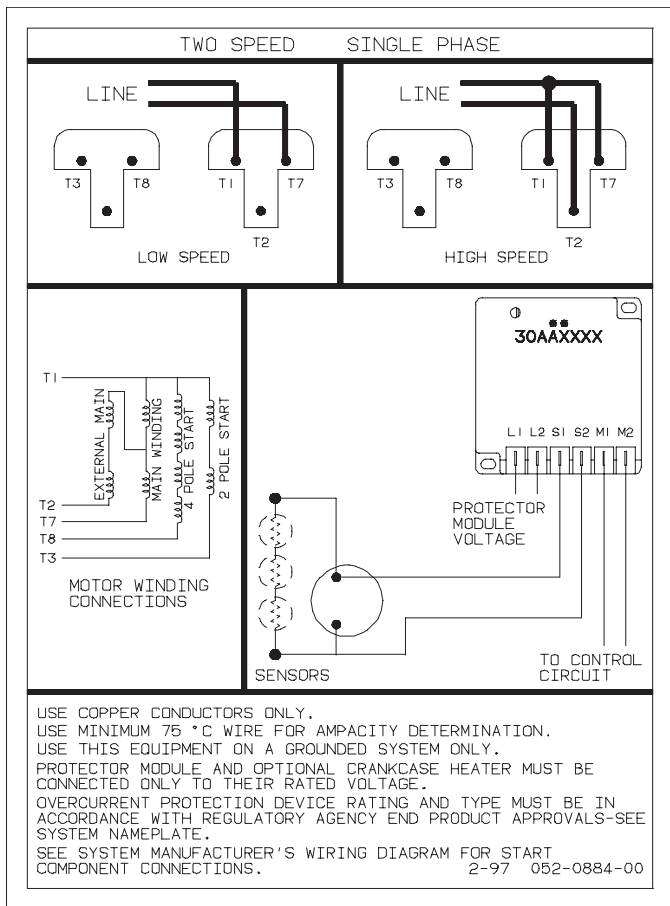 TWO SPEED SINGLE PHASE
LINE
T3 T8 T1 T7
T2
LOW SPEED
LINE
T3 T8 T1 T7
T2
HIGH SPEED
T1
EXTERNAL MAIN
MAIN WINDING
4 POLE START
2 POLE START
T2
T7
T8
T3
MOTOR WINDING
CONNECTIONS
30AAXXXX
L1 L2 S1 S2 M1 M2
PROTECTOR
MODULE
VOLTAGE
SENSORS
TO CONTROL
CIRCUIT
USE COPPER CONDUCTORS ONLY.
USE MINIMUM 75 °C WIRE FOR AMPACITY DETERMINATION.
USE THIS EQUIPMENT ON A GROUNDED SYSTEM ONLY.
PROTECTOR MODULE AND OPTIONAL CRANKCASE HEATER MUST BE
CONNECTED ONLY TO THEIR RATED VOLTAGE.
OVERCURRENT PROTECTION DEVICE RATING AND TYPE MUST BE IN
ACCORDANCE WITH REGULATORY AGENCY END PRODUCT APPROVALS-SEE
SYSTEM NAMEPLATE.
SEE SYSTEM MANUFACTURER'S WIRING DIAGRAM FOR START
COMPONENT CONNECTIONS. 2-97 052-0884-00